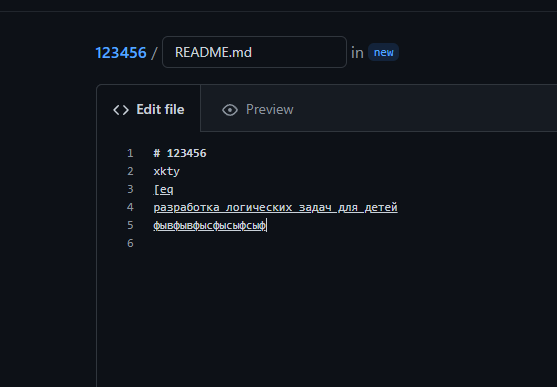 123456 / README.md in new
Edit file Preview
1 # 123456
2 xkty
3 [eq
4 разработка логических задач для детей
5 фывфывфысфысыфсыф
6